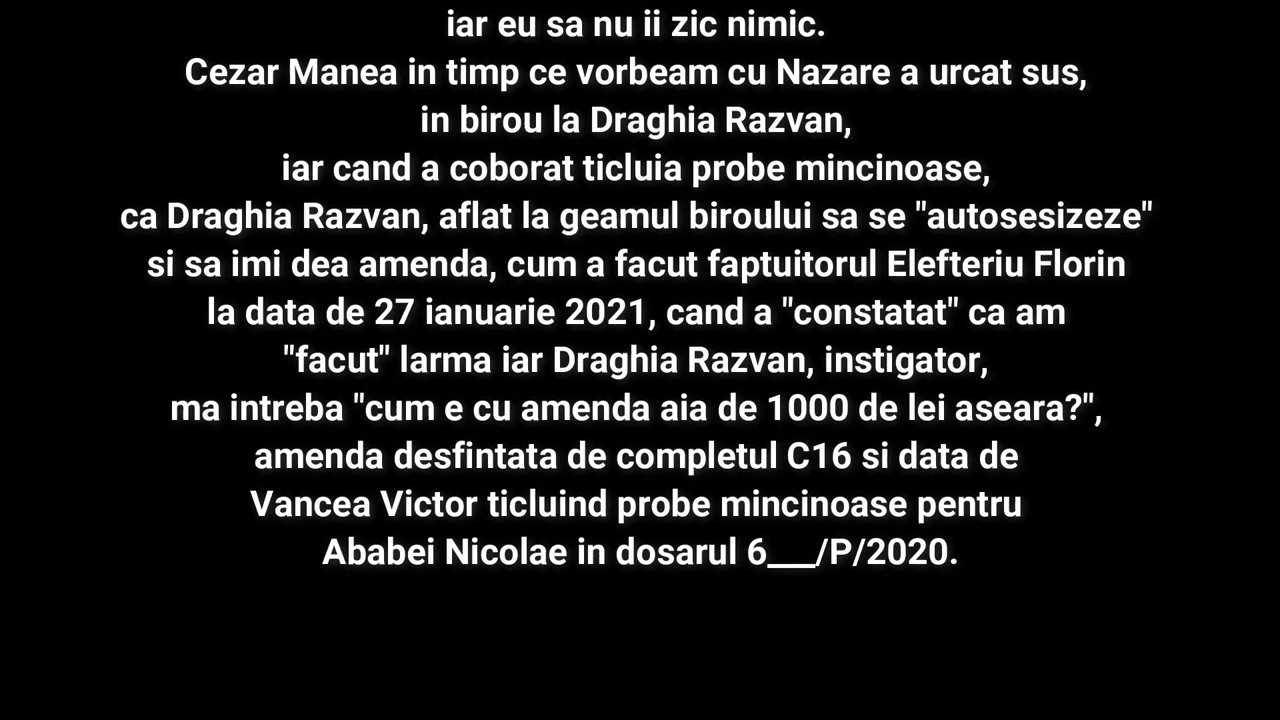 iar eu sa nu ii zic nimic.
Cezar Manea in timp ce vorbeam cu Nazare a urcat sus,
in birou la Draghia Razvan,
iar cand a coborat ticluia probe mincinoase,
ca Draghia Razvan, aflat la geamul biroului sa se "autosesizeze"
si sa imi dea amenda, cum a facut faptuitorul Elefteriu Florin
la data de 27 ianuarie 2021, cand a "constatat" ca am
"facut" larma iar Draghia Razvan, instigator,
ma intreba "cum e cu amenda aia de 1000 de lei aseara?",
amenda desfintata de completul C16 si data de
Vancea Victor ticluind probe mincinoase pentru
Ababei Nicolae in dosarul 6___/P/2020.